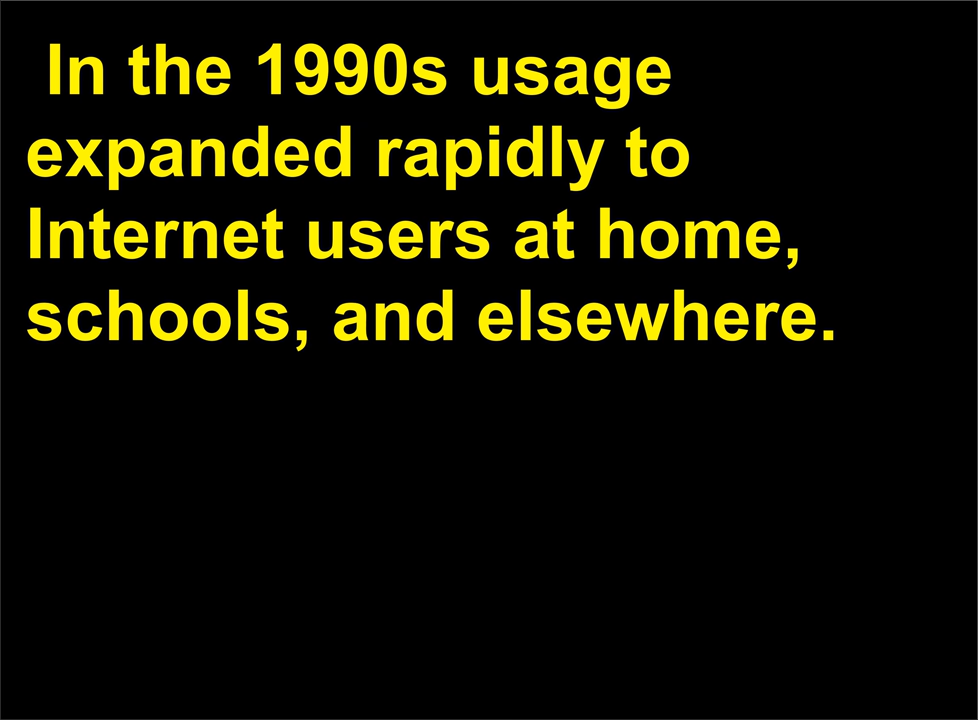 In the 1990s usage
expanded rapidly to
Internet users at home,
schools, and elsewhere.